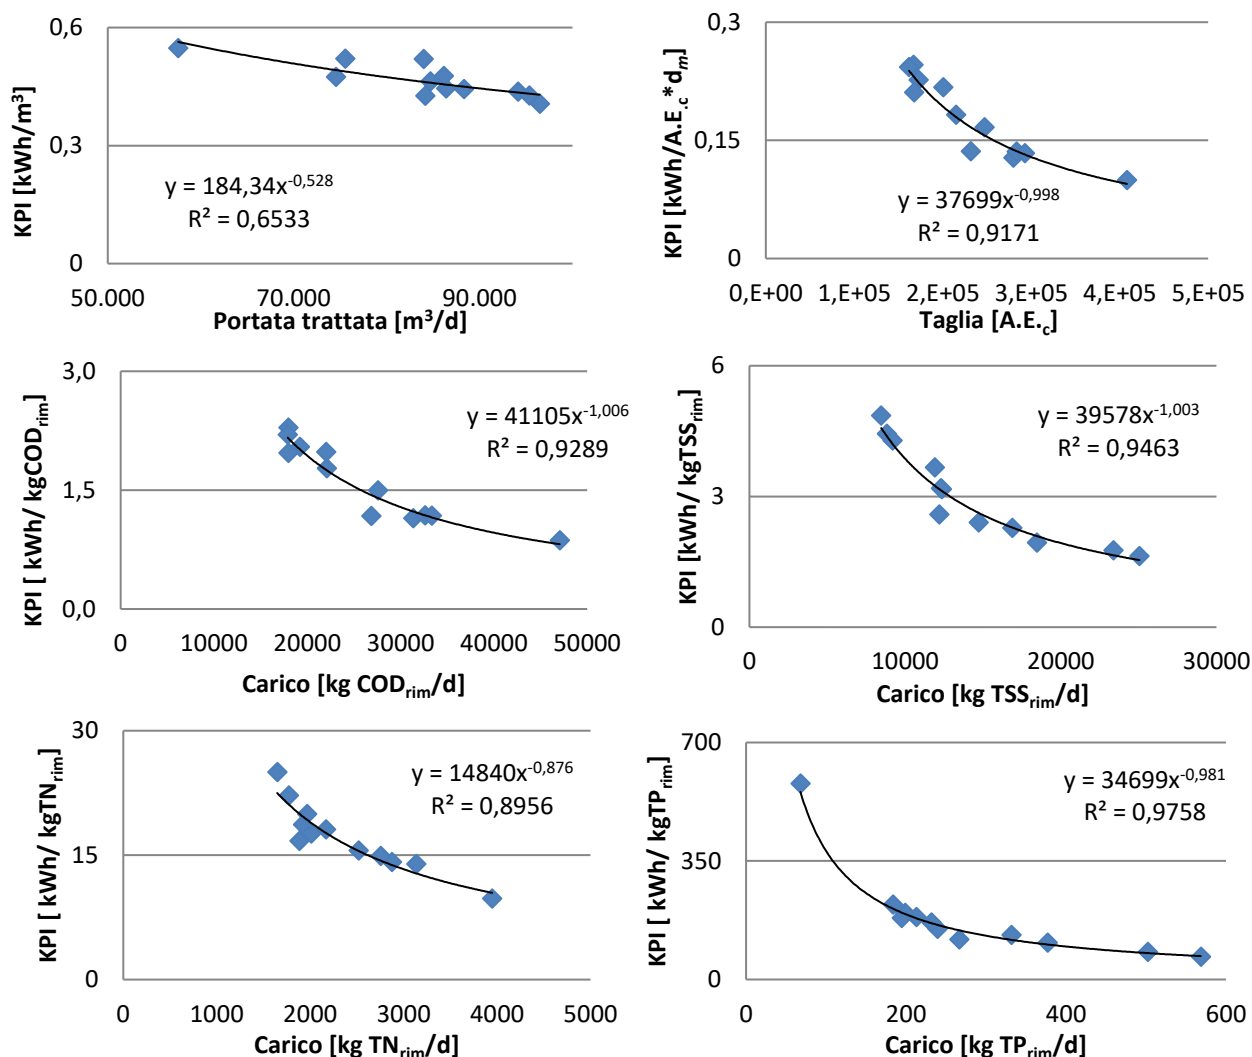 0,6
0,3
0
KPI [kWh/m³]
y = 184,34x^-0,528
R² = 0,6533
50.000 70.000 90.000
Portata trattata [m³/d]
0,3
0,15
0
KPI [kWh/A.E.c*dm]
y = 37699x^-0,998
R² = 0,9171
0,E+00 1,E+05 2,E+05 3,E+05 4,E+05 5,E+05
Taglia [A.E.c]
3,0
1,5
0,0
KPI [ kWh/ kgCODrim]
y = 41105x^-1,006
R² = 0,9289
0 10000 20000 30000 40000 50000
Carico [kg CODrim/d]
6
3
0
KPI [kWh/ kgTSSrim]
y = 39578x^-1,003
R² = 0,9463
0 10000 20000 30000
Carico [kg TSSrim/d]
30
15
0
KPI [ kWh/ kgTNrim]
y = 14840x^-0,876
R² = 0,8956
0 1000 2000 3000 4000 5000
Carico [kg TNrim/d]
700
350
0
KPI [ kWh/ kgTPrim]
y = 34699x^-0,981
R² = 0,9758
0 200 400 600
Carico [kg TPrim/d]